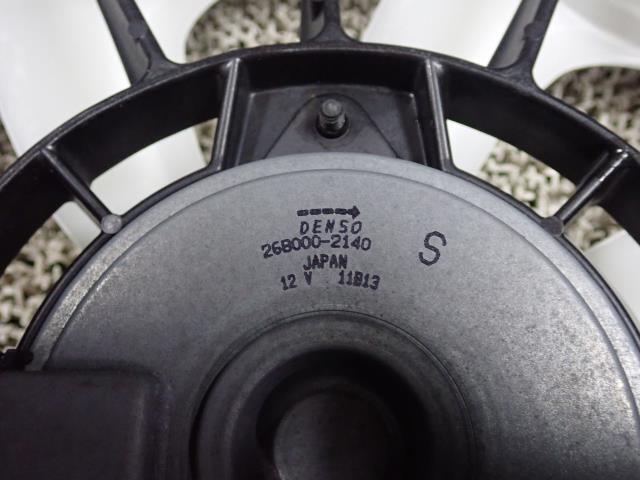 DENSO
268000-2140
JAPAN
12 V 11B13
S